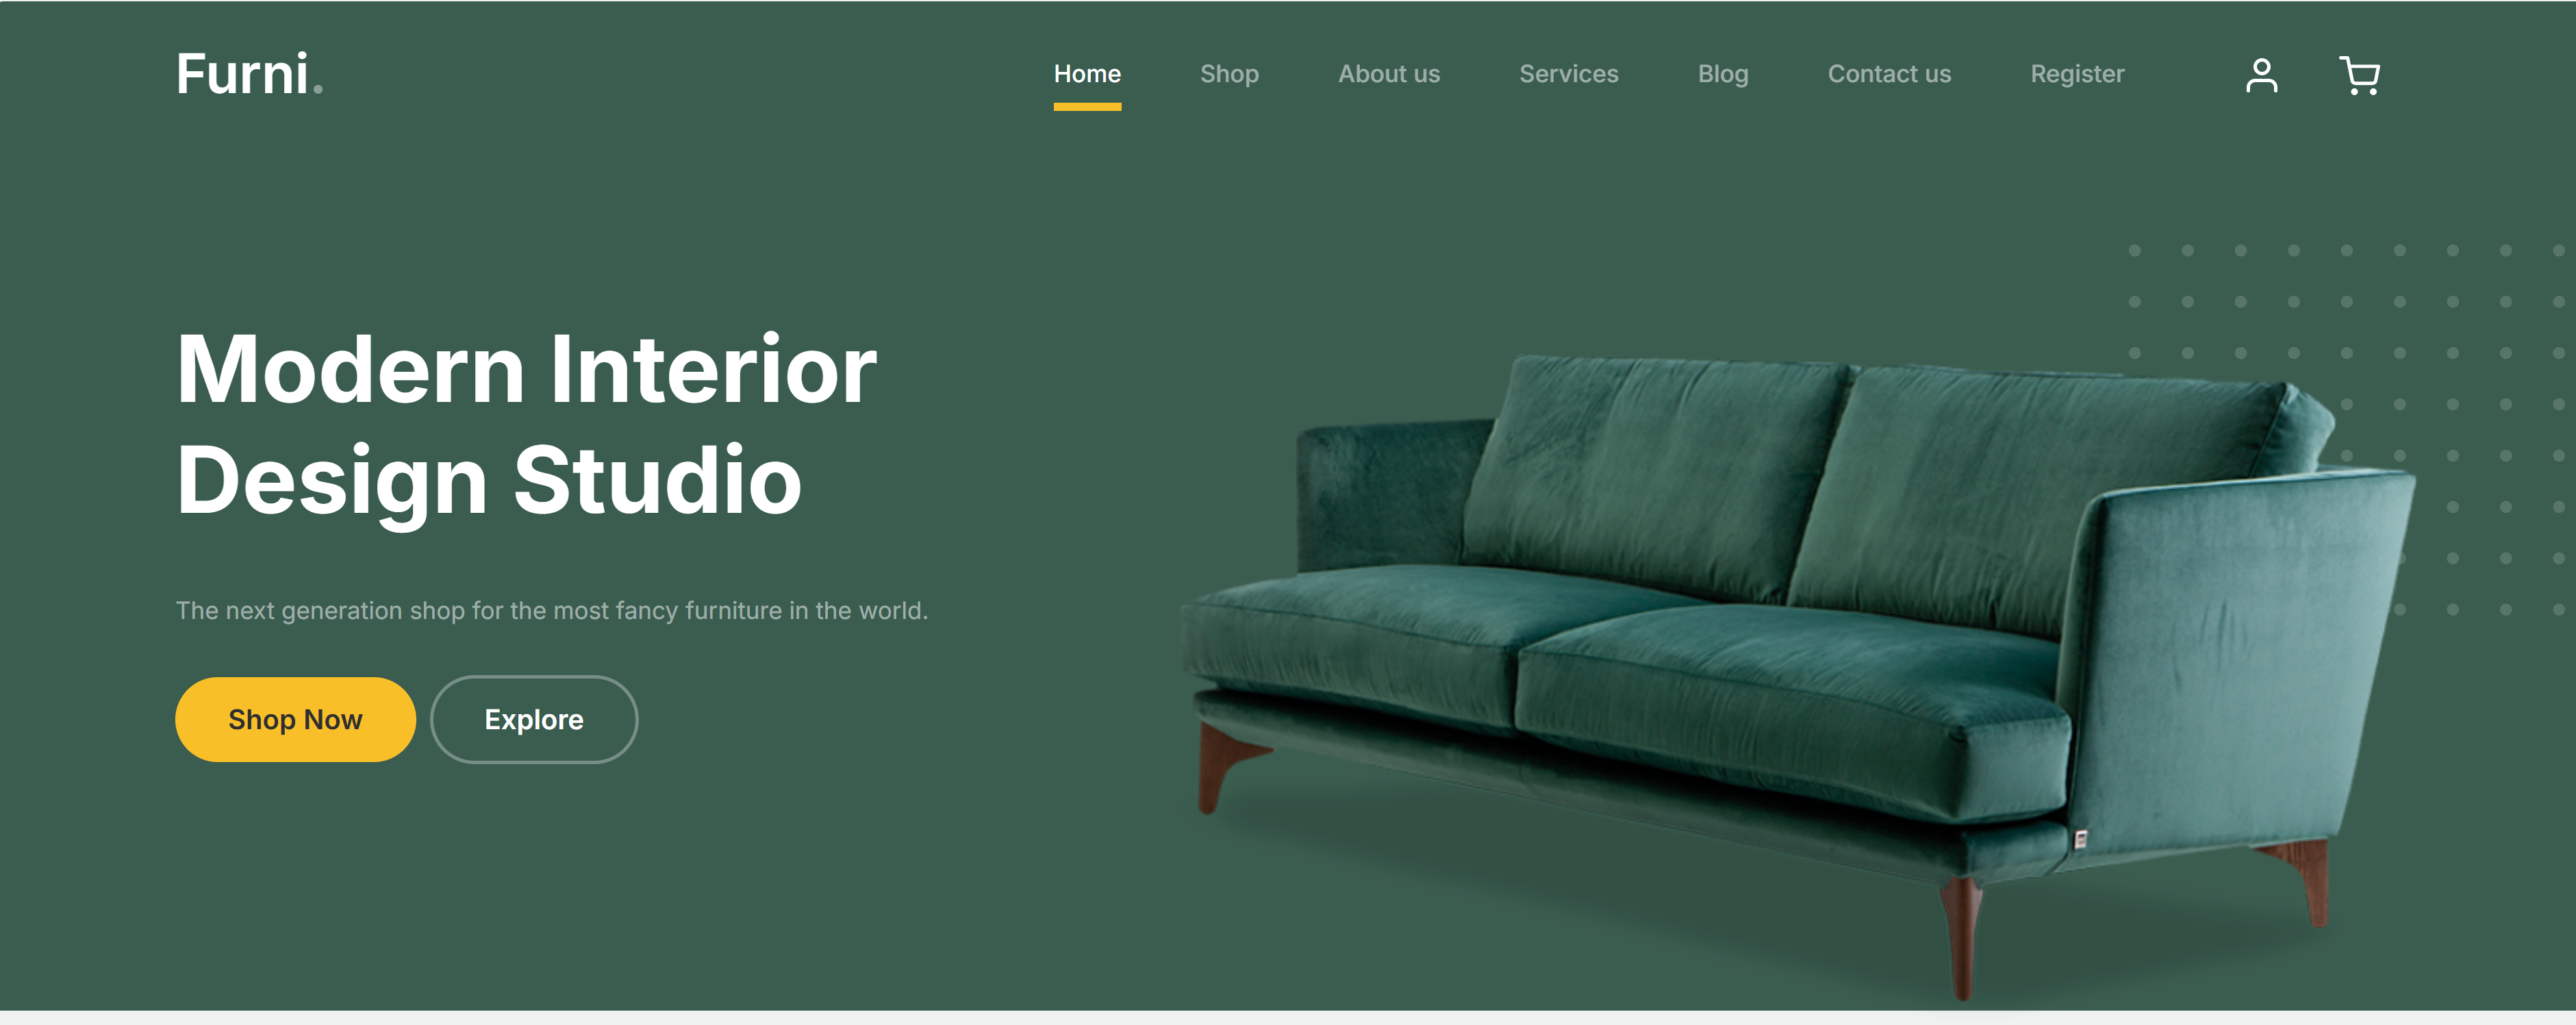 Furni.
Home Shop About us Services Blog Contact us Register
Modern Interior
Design Studio
The next generation shop for the most fancy furniture in the world.
Shop Now Explore